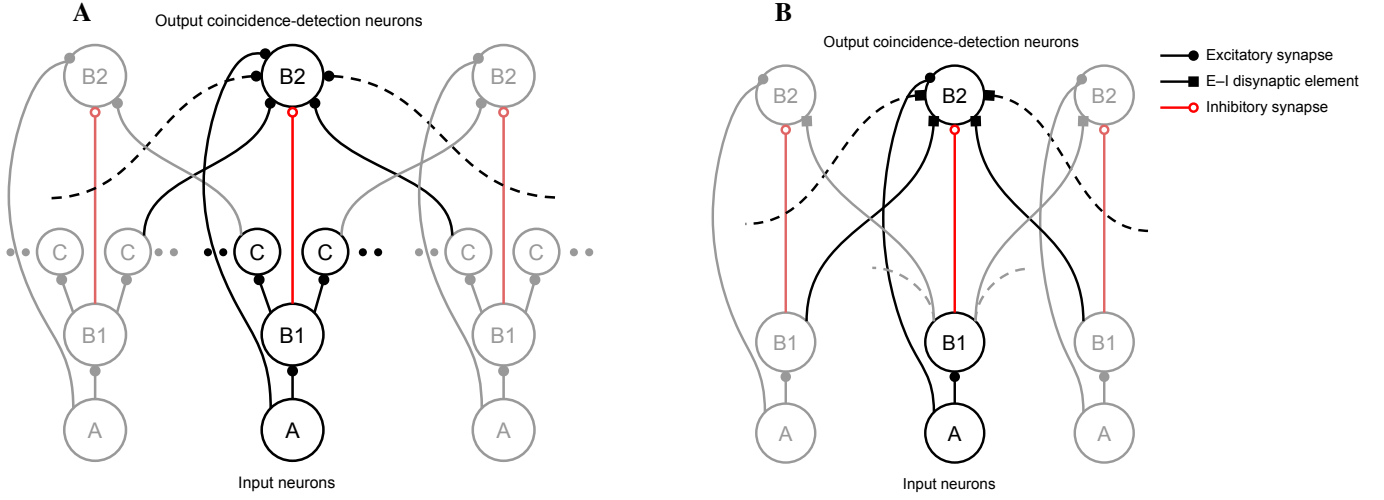 A
Output coincidence-detection neurons
B2 B2 B2
C C C C C C
B1 B1 B1
A A A
Input neurons
B
Output coincidence-detection neurons
B2 B2 B2
B1 B1 B1
A A A
Input neurons
Excitatory synapse
E–I disynaptic element
Inhibitory synapse